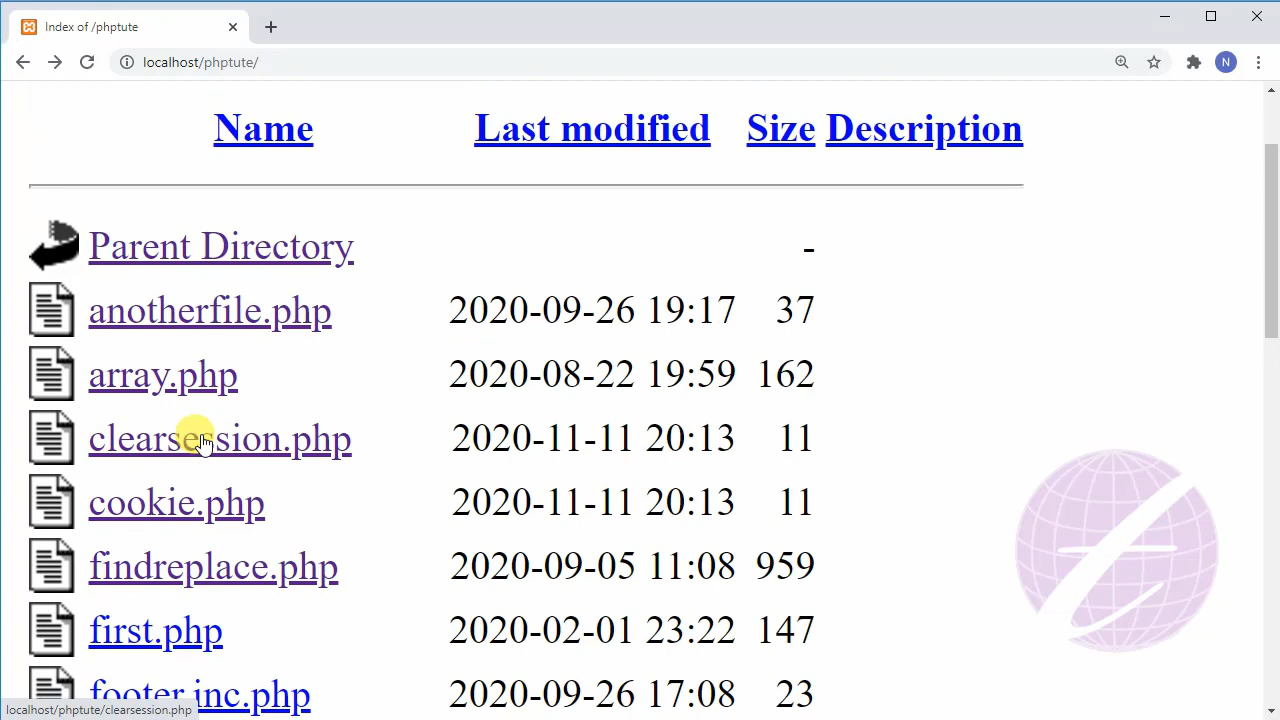 Index of /phptute
localhost/phptute/
N
Name Last modified Size Description
Parent Directory -
anotherfile.php 2020-09-26 19:17 37
array.php 2020-08-22 19:59 162
clearsession.php 2020-11-11 20:13 11
cookie.php 2020-11-11 20:13 11
findreplace.php 2020-09-05 11:08 959
first.php 2020-02-01 23:22 147
footer.inc.php 2020-09-26 17:08 23
localhost/phptute/clearsession.php